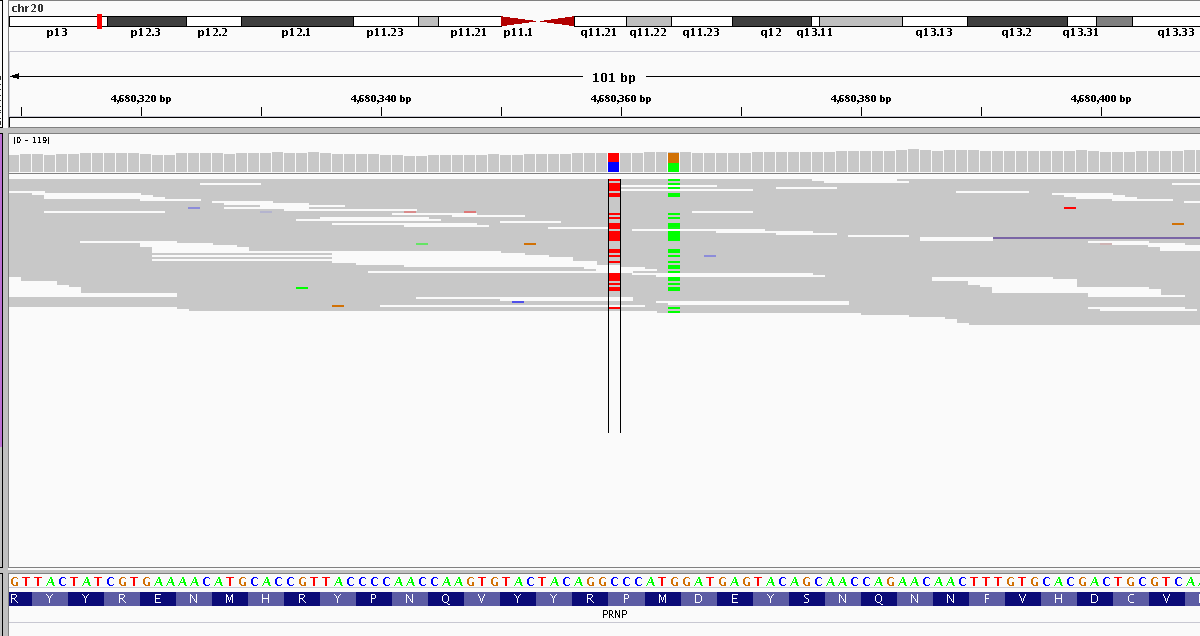 chr20
p13 p12.3 p12.2 p12.1 p11.23 p11.21 p11.1 q11.21 q11.22 q11.23 q12 q13.11 q13.13 q13.2 q13.31 q13.33
101 bp
4,680,320 bp 4,680,340 bp 4,680,360 bp 4,680,380 bp 4,680,400 bp
[0 - 119]
GTTACTATCGTGAAAACATGCACCGTTACCCCAACCAAGTGTACTACAGGCCCATGGATGAGTACAGCAACCAGAACAACTTTGTGCACGACTGCGTCAA
R Y Y R E N M H R Y P N Q V Y Y R P M D E Y S N Q N N F V H D C V
PRNP